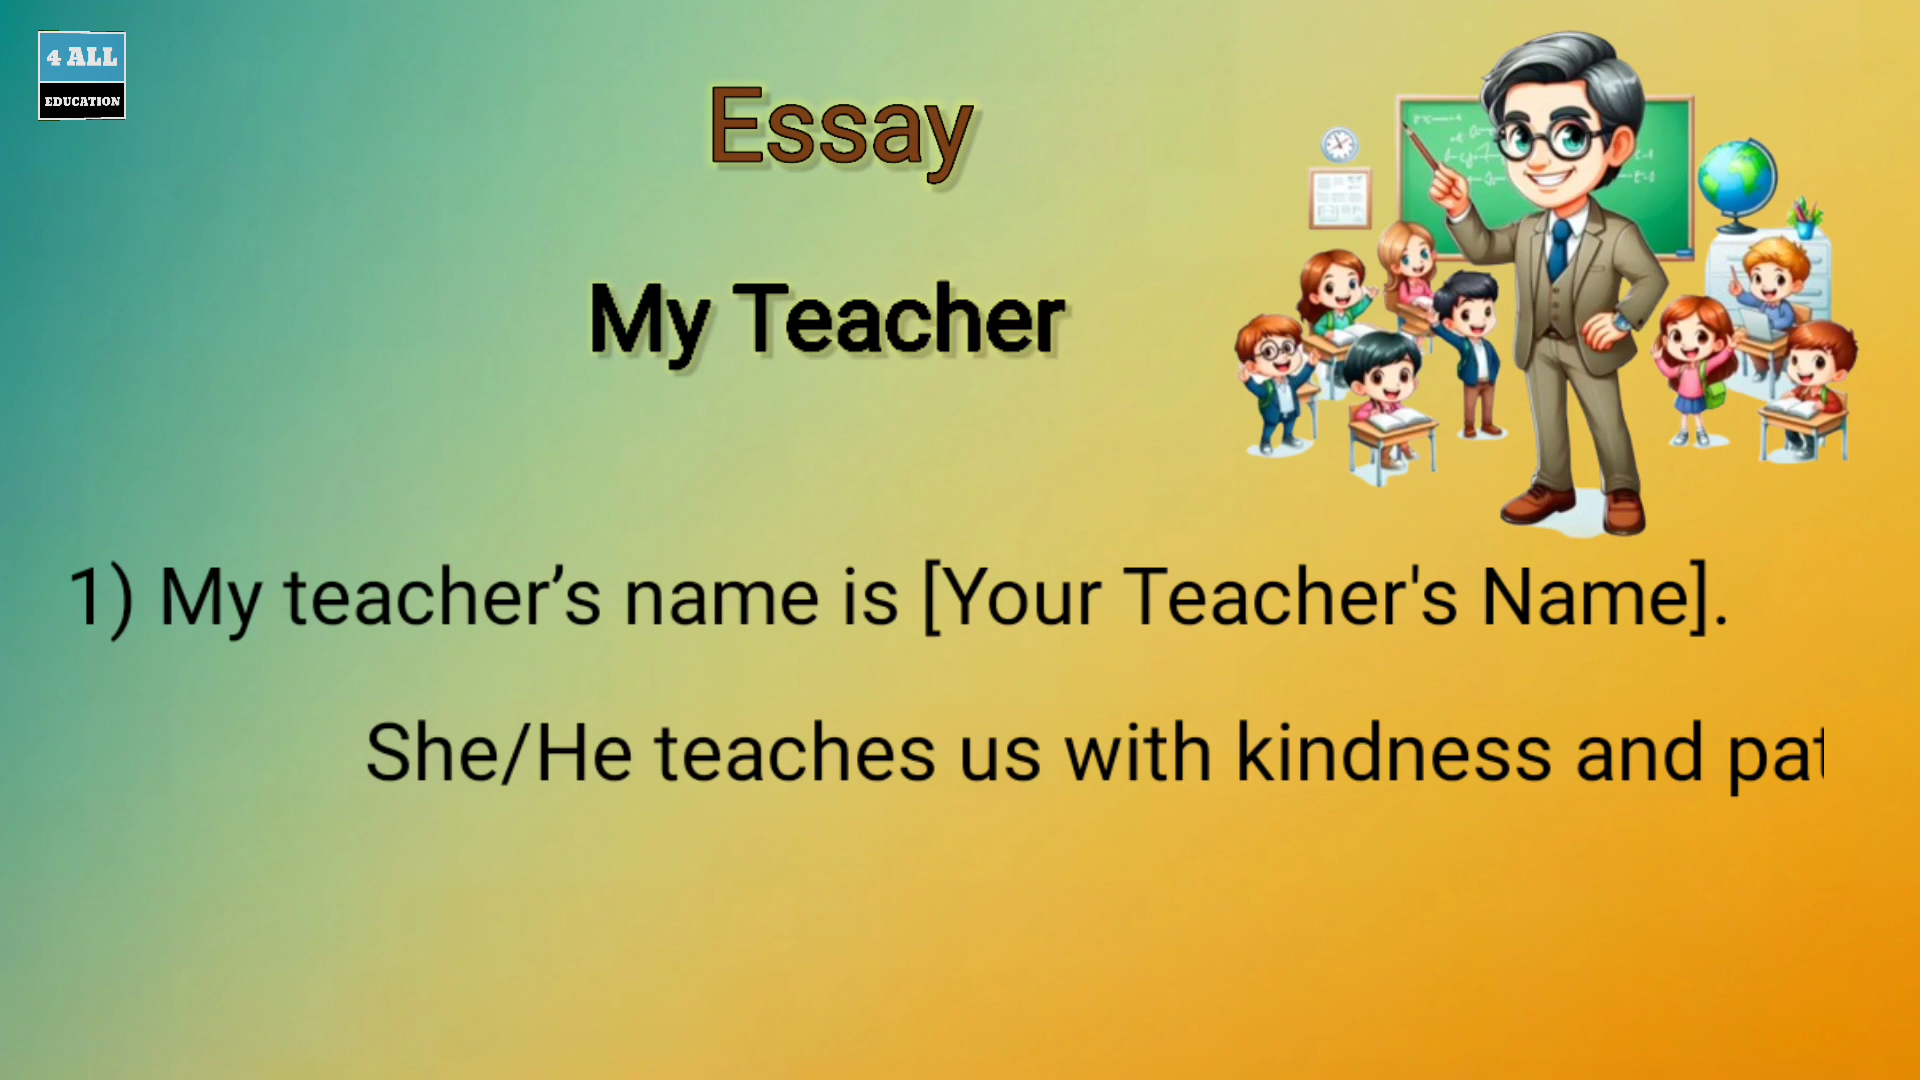 4 ALL
EDUCATION
Essay
My Teacher
1) My teacher’s name is [Your Teacher's Name].
She/He teaches us with kindness and